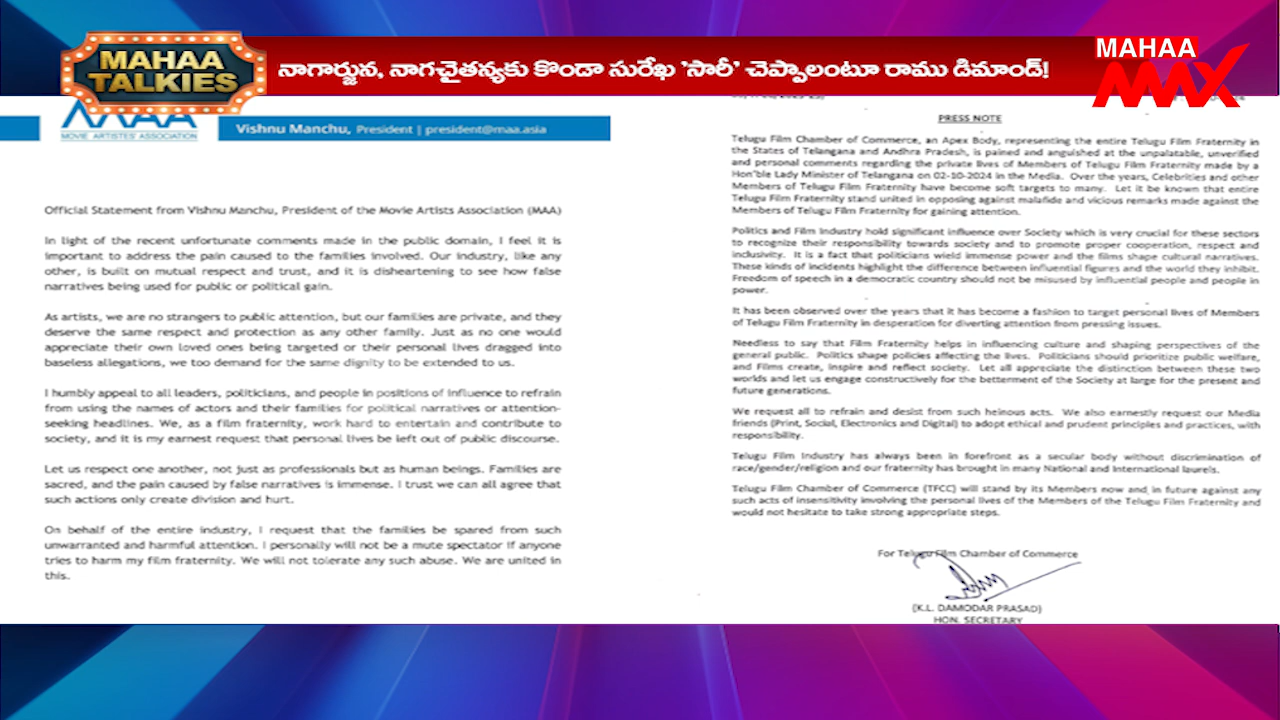 MAHAA
TALKIES
నాగార్జున, నాగచైతన్యకు కొండా సురేఖ 'సారీ' చెప్పాలంటూ రాము డిమాండ్!
MAHAA
MAX
MAA
MOVIE ARTISTES' ASSOCIATION
Vishnu Manchu, President | president@maa.asia
Official Statement from Vishnu Manchu, President of the Movie Artists Association (MAA)
In light of the recent unfortunate comments made in the public domain, I feel it is
important to address the pain caused to the families involved. Our industry, like any
other, is built on mutual respect and trust, and it is disheartening to see how false
narratives being used for public or political gain.
As artists, we are no strangers to public attention, but our families are private, and they
deserve the same respect and protection as any other family. Just as no one would
appreciate their own loved ones being targeted or their personal lives dragged into
baseless allegations, we too demand for the same dignity to be extended to us.
I humbly appeal to all leaders, politicians, and people in positions of influence to refrain
from using the names of actors and their families for political narratives or attention-
seeking headlines. We, as a film fraternity, work hard to entertain and contribute to
society, and it is my earnest request that personal lives be left out of public discourse.
Let us respect one another, not just as professionals but as human beings. Families are
sacred, and the pain caused by false narratives is immense. I trust we can all agree that
such actions only create division and hurt.
On behalf of the entire industry, I request that the families be spared from such
unwarranted and harmful attention. I personally will not be a mute spectator if anyone
tries to harm my film fraternity. We will not tolerate any such abuse. We are united in
this.
PRESS NOTE
Telugu Film Chamber of Commerce, an Apex Body, representing the entire Telugu Film Fraternity in
the States of Telangana and Andhra Pradesh, is pained and anguished at the unpalatable, unverified
and personal comments regarding the private lives of Members of Telugu Film Fraternity made by a
Hon'ble Lady Minister of Telangana on 02-10-2024 in the Media. Over the years, Celebrities and other
Members of Telugu Film Fraternity have become soft targets to many. Let it be known that entire
Telugu Film Fraternity stand united in opposing against malafide and vicious remarks made against the
Members of Telugu Film Fraternity for gaining attention.
Politics and Film Industry hold significant influence over Society which is very crucial for these sectors
to recognize their responsibility towards society and to promote proper cooperation, respect and
inclusivity. It is a fact that politicians wield immense power and the films shape cultural narratives.
These kinds of incidents highlight the difference between influential figures and the world they inhibit.
Freedom of speech in a democratic country should not be misused by influential people and people in
power.
It has been observed over the years that it has become a fashion to target personal lives of Members
of Telugu Film Fraternity in desperation for diverting attention from pressing issues.
Needless to say that Film Fraternity helps in influencing culture and shaping perspectives of the
general public. Politics shape policies affecting the lives. Politicians should prioritize public welfare,
and Films create, inspire and reflect society. Let all appreciate the distinction between these two
worlds and let us engage constructively for the betterment of the Society at large for the present and
future generations.
We request all to refrain and desist from such heinous acts. We also earnestly request our Media
friends (Print, Social, Electronics and Digital) to adopt ethical and prudent principles and practices, with
responsibility.
Telugu Film Industry has always been in forefront as a secular body without discrimination of
race/gender/religion and our fraternity has brought in many National and International laurels.
Telugu Film Chamber of Commerce (TFCC) will stand by its Members now and in future against any
such acts of insensitivity involving the personal lives of the Members of the Telugu Film Fraternity and
would not hesitate to take strong appropriate steps.
For Telugu Film Chamber of Commerce
(K.L. DAMODAR PRASAD)
HON. SECRETARY